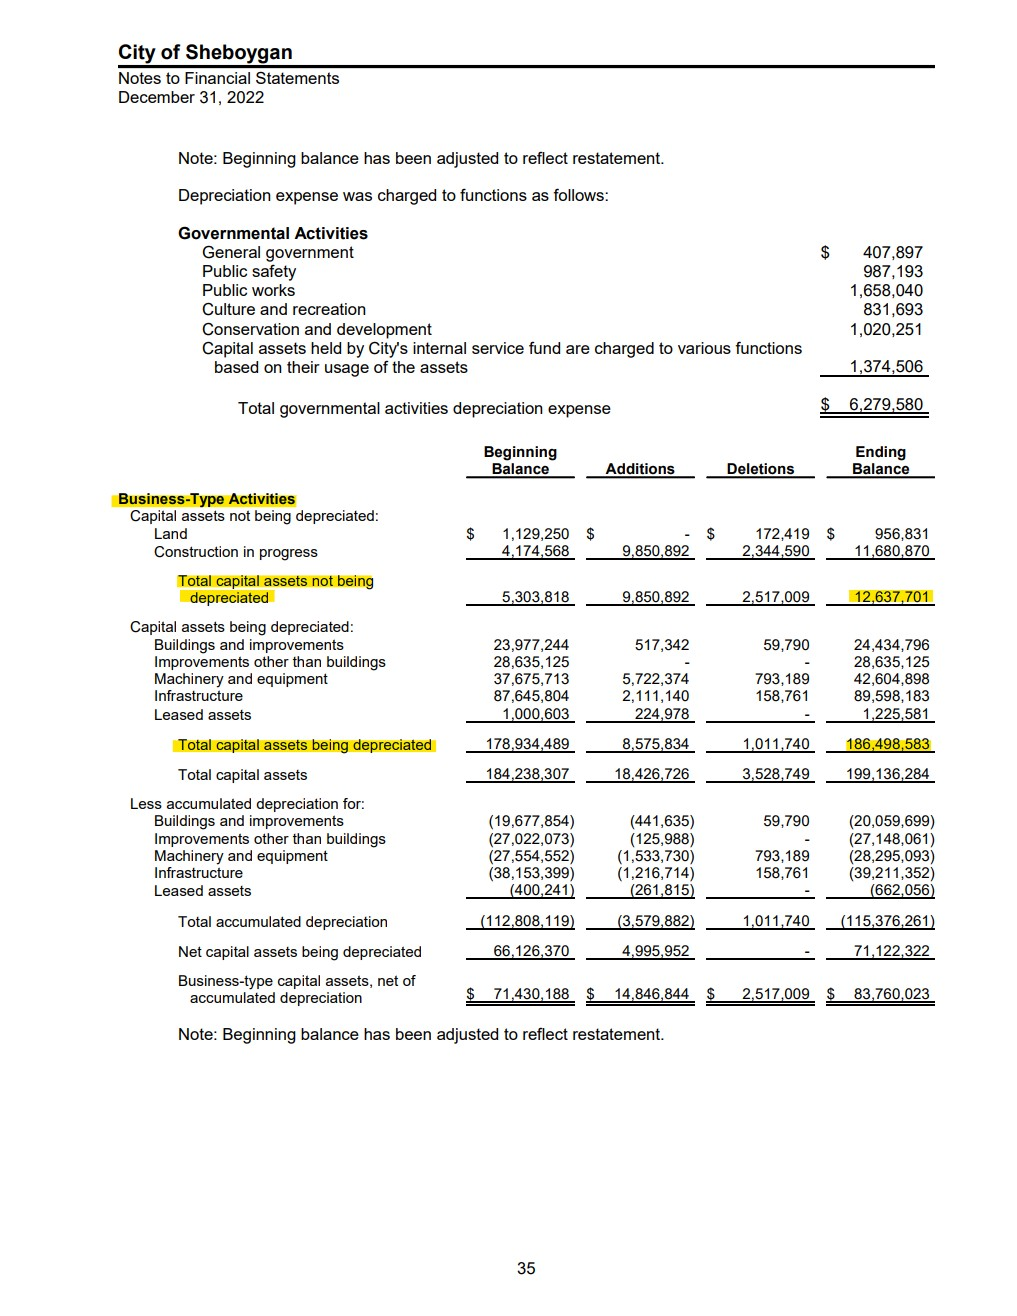 City of Sheboygan
Notes to Financial Statements
December 31, 2022
Note: Beginning balance has been adjusted to reflect restatement.
Depreciation expense was charged to functions as follows:
Governmental Activities
General government $ 407,897
Public safety 987,193
Public works 1,658,040
Culture and recreation 831,693
Conservation and development 1,020,251
Capital assets held by City's internal service fund are charged to various functions
based on their usage of the assets 1,374,506
Total governmental activities depreciation expense $ 6,279,580
Beginning Ending
Balance Additions Deletions Balance
Business-Type Activities
Capital assets not being depreciated:
Land $ 1,129,250 $ - $ 172,419 $ 956,831
Construction in progress 4,174,568 9,850,892 2,344,590 11,680,870
Total capital assets not being
depreciated 5,303,818 9,850,892 2,517,009 12,637,701
Capital assets being depreciated:
Buildings and improvements 23,977,244 517,342 59,790 24,434,796
Improvements other than buildings 28,635,125 - - 28,635,125
Machinery and equipment 37,675,713 5,722,374 793,189 42,604,898
Infrastructure 87,645,804 2,111,140 158,761 89,598,183
Leased assets 1,000,603 224,978 - 1,225,581
Total capital assets being depreciated 178,934,489 8,575,834 1,011,740 186,498,583
Total capital assets 184,238,307 18,426,726 3,528,749 199,136,284
Less accumulated depreciation for:
Buildings and improvements (19,677,854) (441,635) 59,790 (20,059,699)
Improvements other than buildings (27,022,073) (125,988) - (27,148,061)
Machinery and equipment (27,554,552) (1,533,730) 793,189 (28,295,093)
Infrastructure (38,153,399) (1,216,714) 158,761 (39,211,352)
Leased assets (400,241) (261,815) - (662,056)
Total accumulated depreciation (112,808,119) (3,579,882) 1,011,740 (115,376,261)
Net capital assets being depreciated 66,126,370 4,995,952 - 71,122,322
Business-type capital assets, net of
accumulated depreciation $ 71,430,188 $ 14,846,844 $ 2,517,009 $ 83,760,023
Note: Beginning balance has been adjusted to reflect restatement.
35